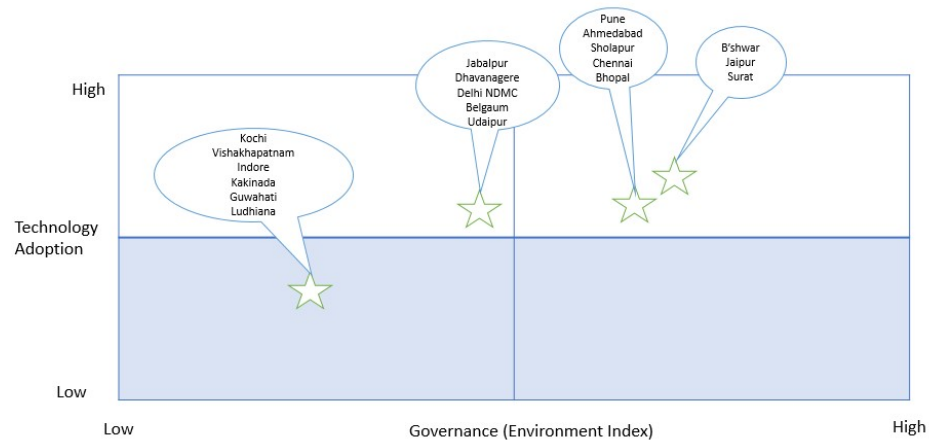 Pune
Ahmedabad
Sholapur
Chennai
Bhopal
B'shwar
Jaipur
Surat
Jabalpur
Dhavanagere
Delhi NDMC
Belgaum
Udaipur
High
Kochi
Vishakhapatnam
Indore
Kakinada
Guwahati
Ludhiana
Technology
Adoption
Low
Low
Governance (Environment Index)
High